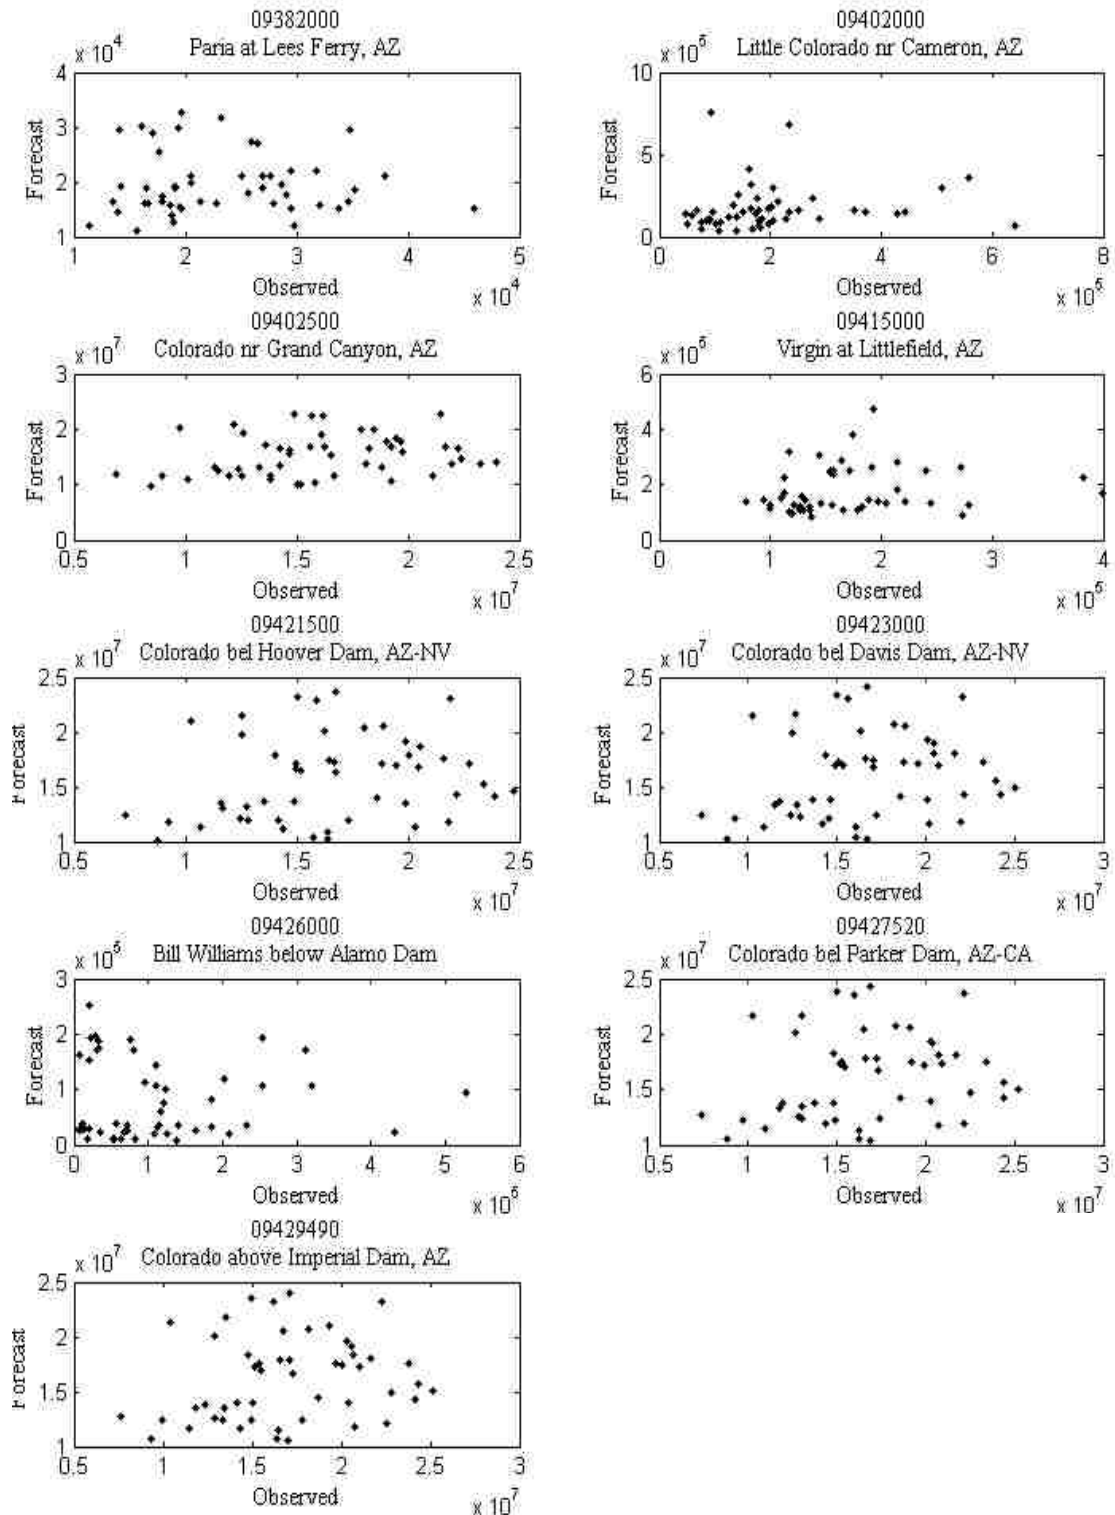 09382000
Paria at Lees Ferry, AZ
x 10^4
4
3
2
1
Forecast
1 2 3 4 5
Observed
x 10^4
09402000
Little Colorado nr Cameron, AZ
x 10^5
10
5
0
Forecast
0 2 4 6 8
Observed
x 10^5
09402500
Colorado nr Grand Canyon, AZ
x 10^7
3
2
1
0
Forecast
0.5 1 1.5 2 2.5
Observed
x 10^7
09415000
Virgin at Littlefield, AZ
x 10^5
6
4
2
0
Forecast
0 1 2 3 4
Observed
x 10^5
09421500
Colorado bel Hoover Dam, AZ-NV
x 10^7
2.5
2
1.5
1
Forecast
0.5 1 1.5 2 2.5
Observed
x 10^7
09423000
Colorado bel Davis Dam, AZ-NV
x 10^7
2.5
2
1.5
1
Forecast
0.5 1 1.5 2 2.5 3
Observed
x 10^7
09426000
Bill Williams below Alamo Dam
x 10^5
3
2
1
0
Forecast
0 1 2 3 4 5 6
Observed
x 10^5
09427520
Colorado bel Parker Dam, AZ-CA
x 10^7
2.5
2
1.5
1
Forecast
0.5 1 1.5 2 2.5 3
Observed
x 10^7
09429490
Colorado above Imperial Dam, AZ
x 10^7
2.5
2
1.5
1
Forecast
0.5 1 1.5 2 2.5 3
Observed
x 10^7